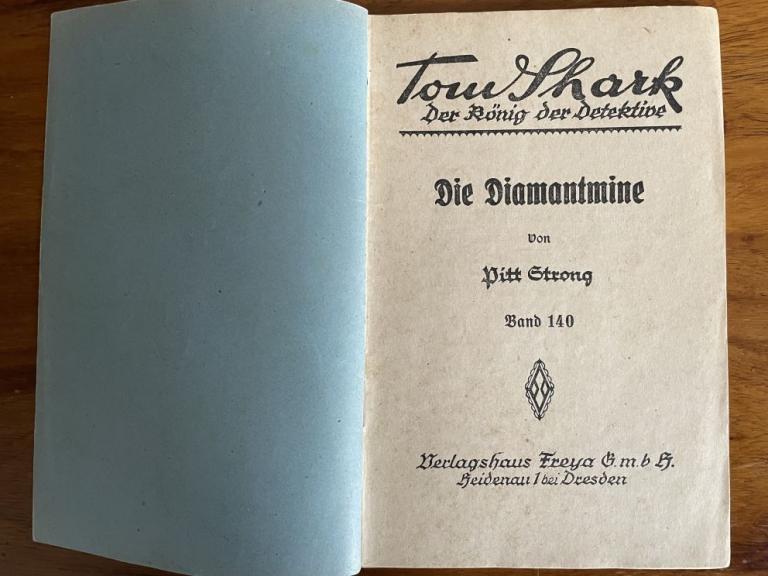 Tom Shark
Der König der Detektive
Die Diamantmine
von
Pitt Strong
Band 140
Verlagshaus Freya G.m.b H.
Heidenau 1 bei Dresden